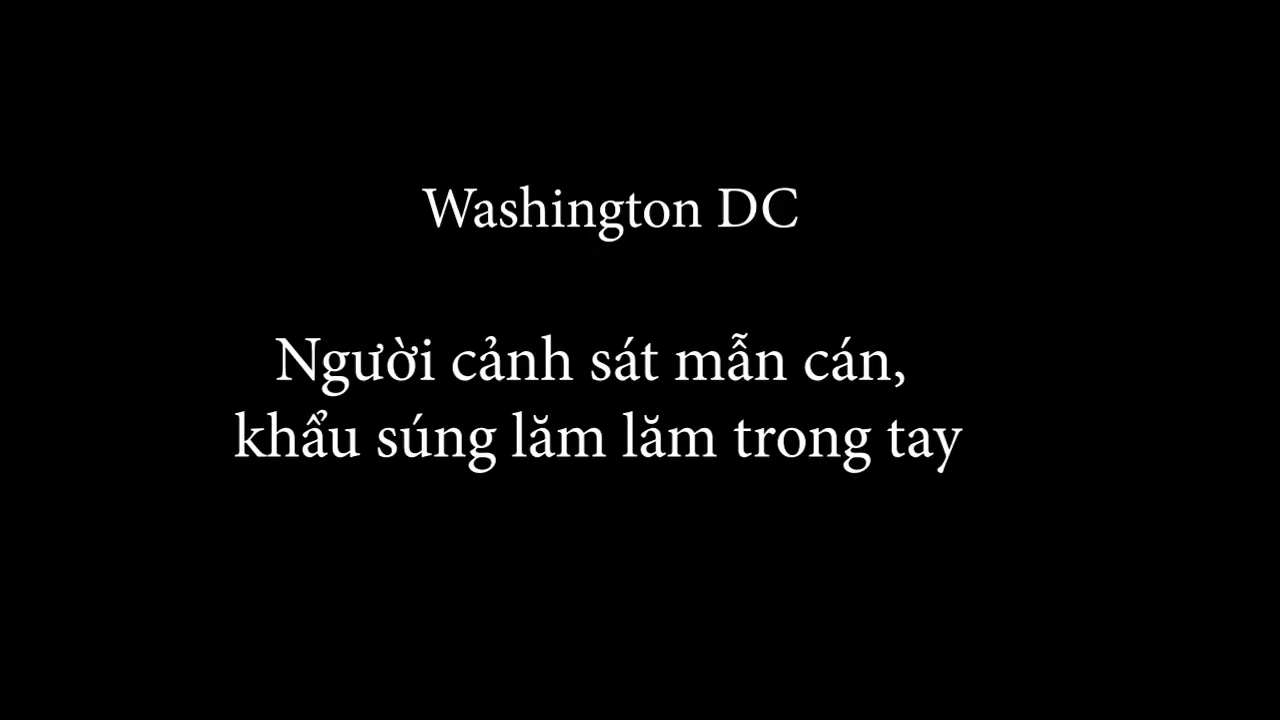 Washington DC
Người cảnh sát mẫn cán,
khẩu súng lăm lăm trong tay